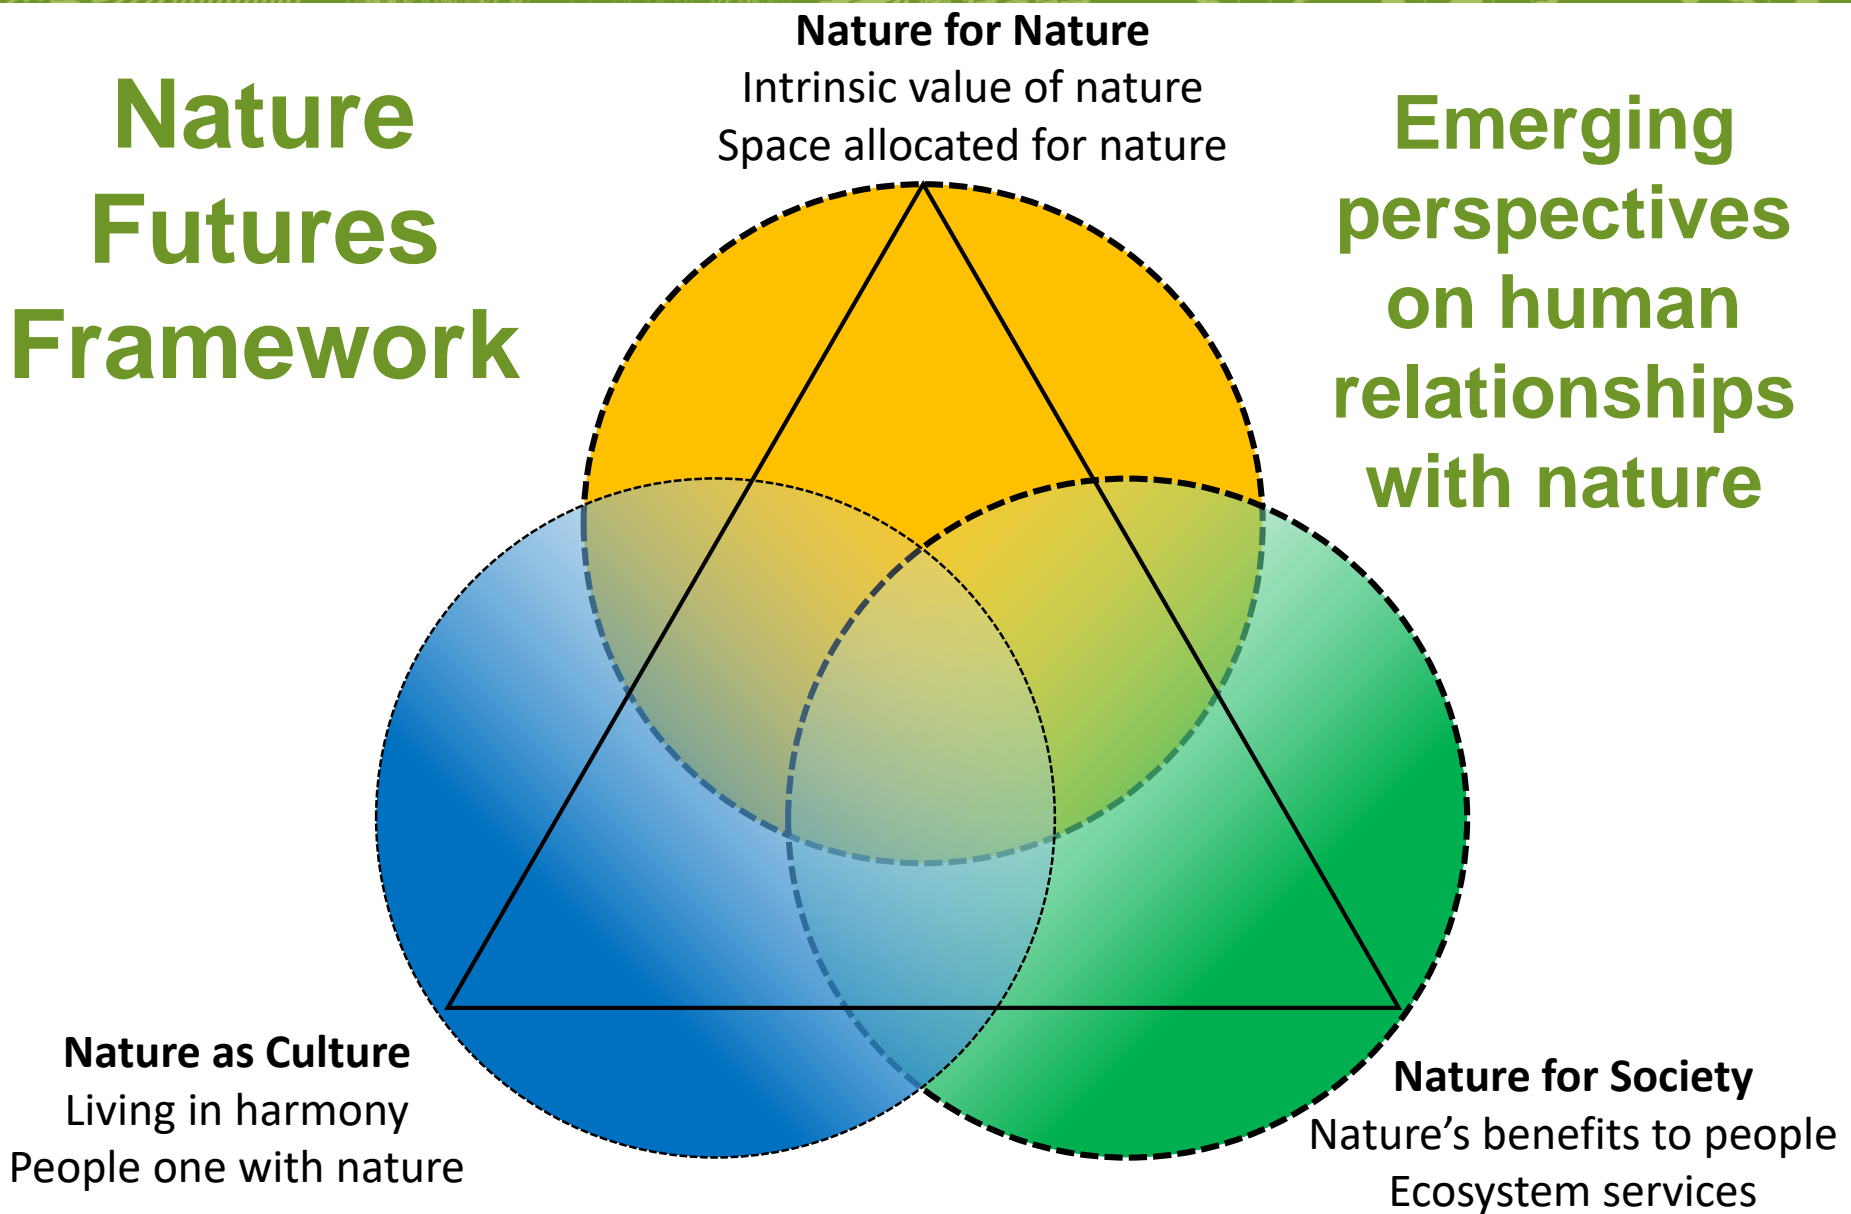 Nature for Nature
Intrinsic value of nature
Space allocated for nature
Nature
Futures
Framework
Emerging
perspectives
on human
relationships
with nature
Nature as Culture
Living in harmony
People one with nature
Nature for Society
Nature’s benefits to people
Ecosystem services